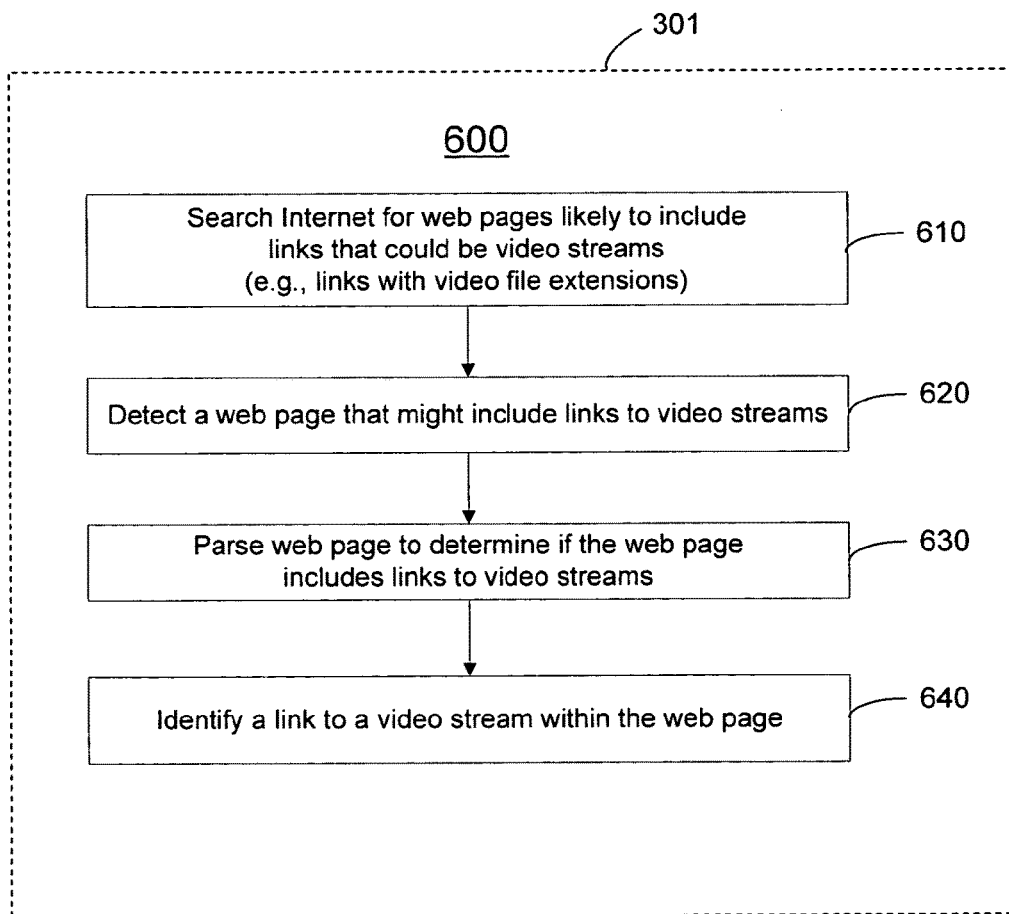 301
600
Search Internet for web pages likely to include
links that could be video streams
(e.g., links with video file extensions)
610
Detect a web page that might include links to video streams
620
Parse web page to determine if the web page
includes links to video streams
630
Identify a link to a video stream within the web page
640